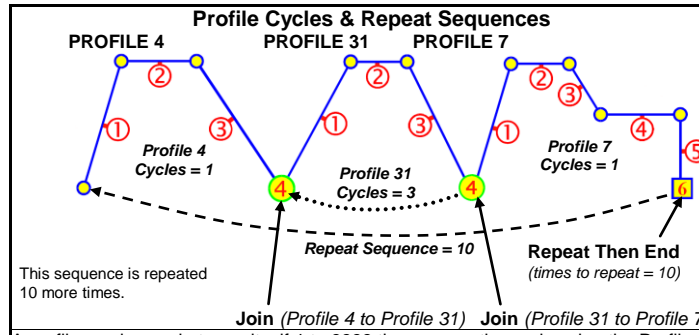 Profile Cycles & Repeat Sequences
PROFILE 4 PROFILE 31 PROFILE 7
② ② ②
③
① ③ ① ③ ① ④
⑤
Profile 4
Cycles = 1
Profile 31
Cycles = 3
Profile 7
Cycles = 1
4 4 6
Repeat Sequence = 10
Repeat Then End
(times to repeat = 10)
This sequence is repeated
10 more times.
Join (Profile 4 to Profile 31) Join (Profile 31 to Profile 7